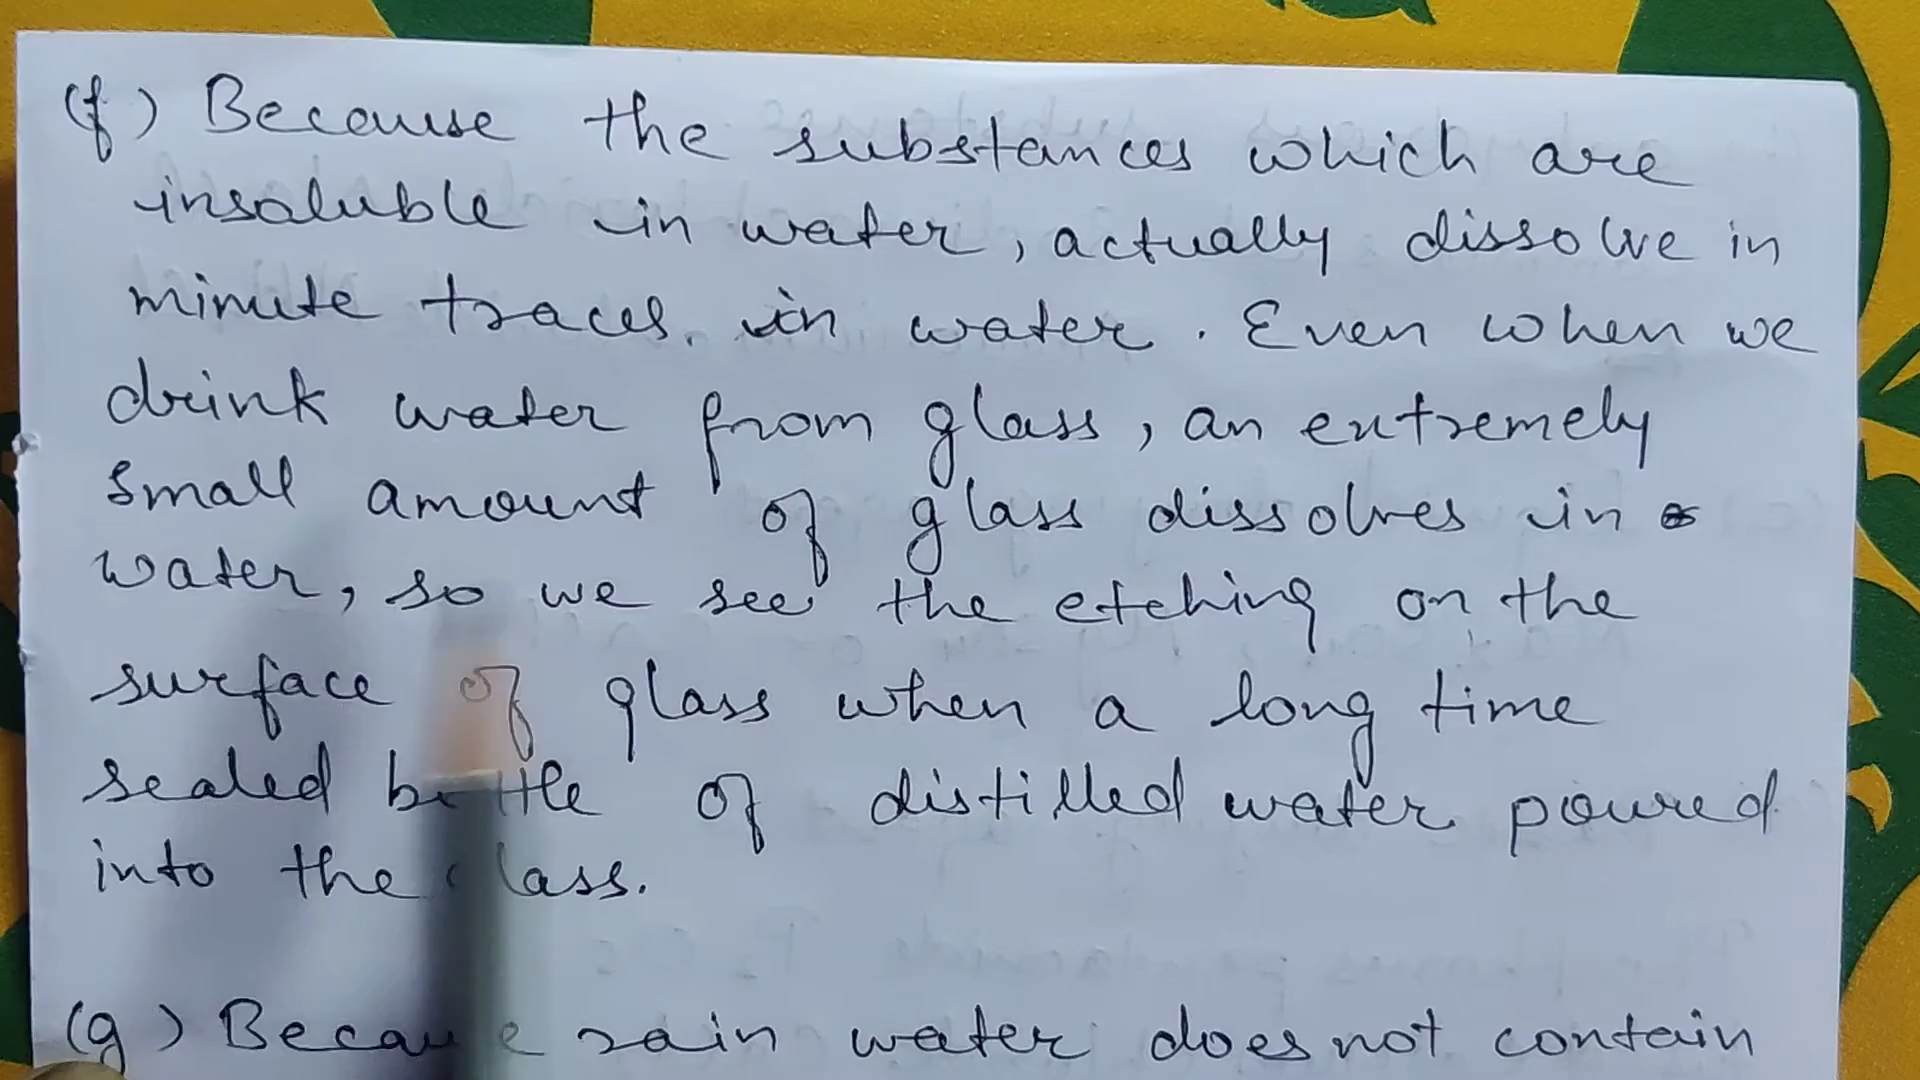 (f) Because the substances which are
insoluble in water, actually dissolve in
minute traces. in water. Even when we
drink water from glass, an extremely
small amount of glass dissolves in
water, so we see the etching on the
surface of glass when a long time
sealed bottle of distilled water poured
into the glass.
(g) Because rain water does not contain